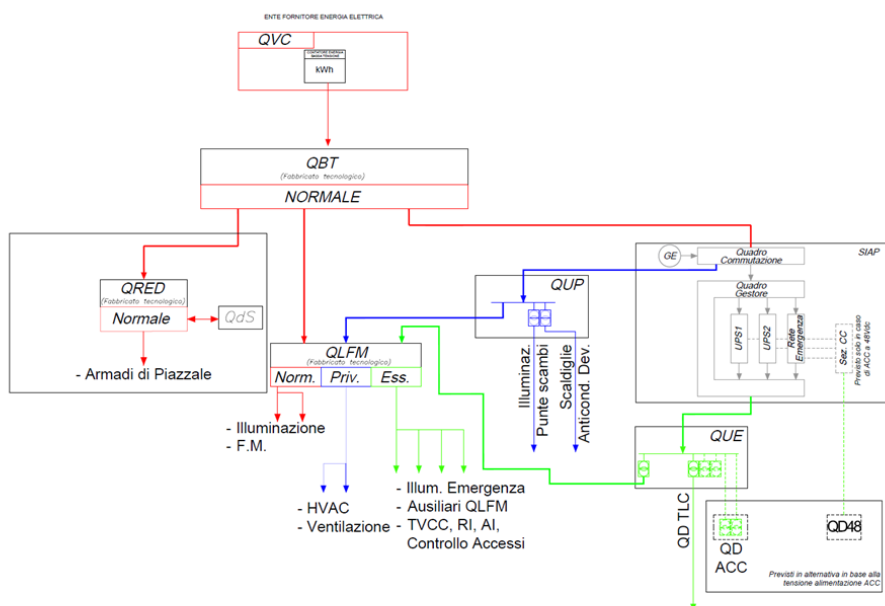 ENTE FORNITORE ENERGIA ELETTRICA
QVC
CONTATORE ENERGIA
BASSA TENSIONE
kWh
QBT
(Fabbricato tecnologico)
NORMALE
QRED
(Fabbricato tecnologico)
Normale
QdS
- Armadi di Piazzale
QLFM
(Fabbricato tecnologico)
Norm.
Priv.
Ess.
- Illuminazione
- F.M.
- HVAC
- Ventilazione
- Illum. Emergenza
- Ausiliari QLFM
- TVCC, RI, AI,
Controllo Accessi
QUP
Illuminaz.
Punte scambi
Scaldiglie
Anticond. Dev.
SIAP
GE
Quadro
Commutazione
Quadro
Gestore
UPS1
UPS2
Rete
Emergenza
Sez. CC
Previsto solo in caso
di ACC a 48Vdc
QUE
QD TLC
QD
ACC
QD48
Previsti in alternativa in base alla
tensione alimentazione ACC